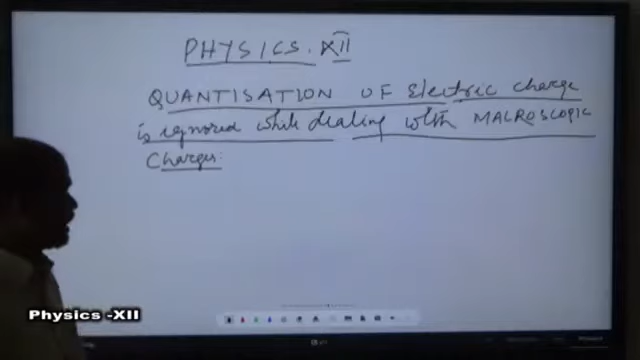 PHYSICS. XII
QUANTISATION OF Electric charge
is ignored while dealing with MACROSCOPIC
Charges.
Physics -XII